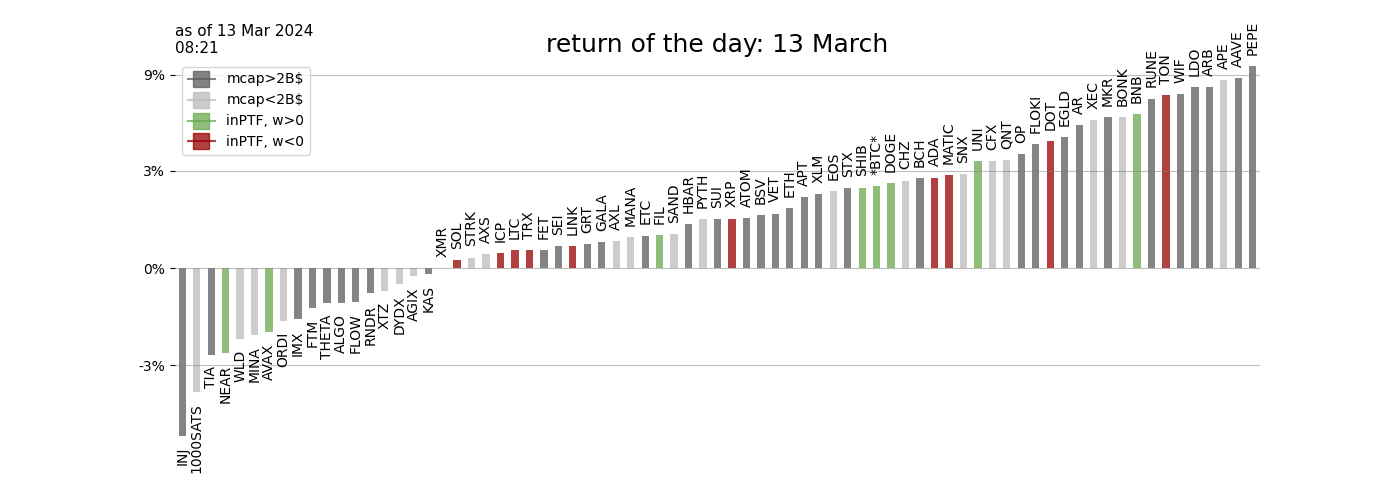 as of 13 Mar 2024
08:21
return of the day: 13 March
mcap>2B$
mcap<2B$
inPTF, w>0
inPTF, w<0
9%
3%
0%
-3%
INJ
1000SATS
TIA
NEAR
WLD
MINA
AVAX
ORDI
IMX
FTM
THETA
ALGO
FLOW
RNDR
XTZ
DYDX
AGIX
KAS
XMR
SOL
STRK
AXS
ICP
LTC
TRX
FET
SEI
LINK
GRT
GALA
AXL
MANA
ETC
FIL
SAND
HBAR
PYTH
SUI
XRP
ATOM
BSV
VET
ETH
APT
XLM
EOS
STX
SHIB
*BTC*
DOGE
CHZ
BCH
ADA
MATIC
SNX
UNI
CFX
QNT
OP
FLOKI
DOT
EGLD
AR
XEC
MKR
BONK
BNB
RUNE
TON
WIF
LDO
ARB
APE
AAVE
PEPE